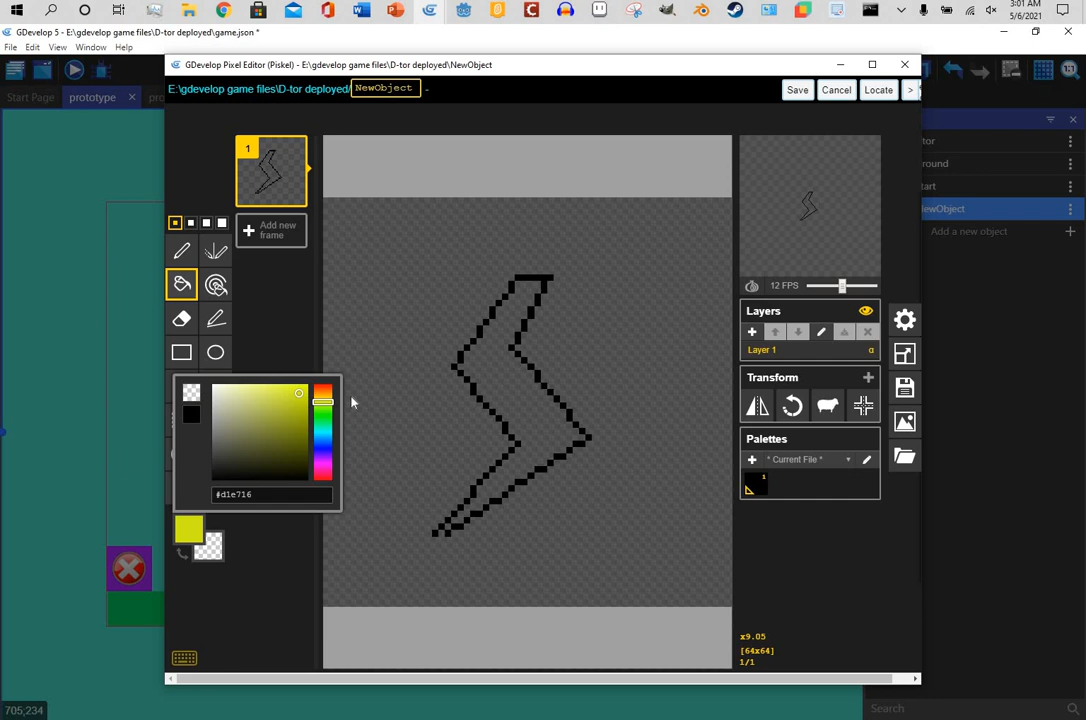 3:01 AM
5/6/2021
GDevelop 5 - E:\gdevelop game files\D-tor deployed\game.json *
File Edit View Window Help
Start Page
prototype
GDevelop Pixel Editor (Piskel) - E:\gdevelop game files\D-tor deployed\NewObject
E:\gdevelop game files\D-tor deployed/ NewObject -
Save
Cancel
Locate
>
1
Add new frame
12 FPS
Layers
Layer 1
α
Transform
Palettes
* Current File *
1
#d1e716
x9.05
[64x64]
1/1
705;234
Add a new object
Search